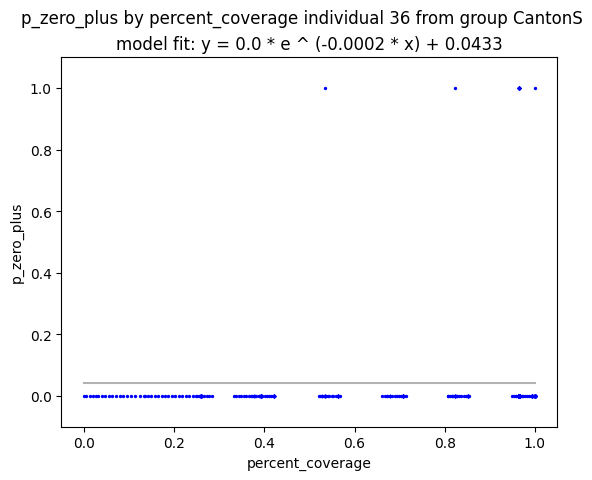 p_zero_plus by percent_coverage individual 36 from group CantonS
model fit: y = 0.0 * e ^ (-0.0002 * x) + 0.0433
1.0
0.8
0.6
0.4
0.2
0.0
p_zero_plus
0.0 0.2 0.4 0.6 0.8 1.0
percent_coverage